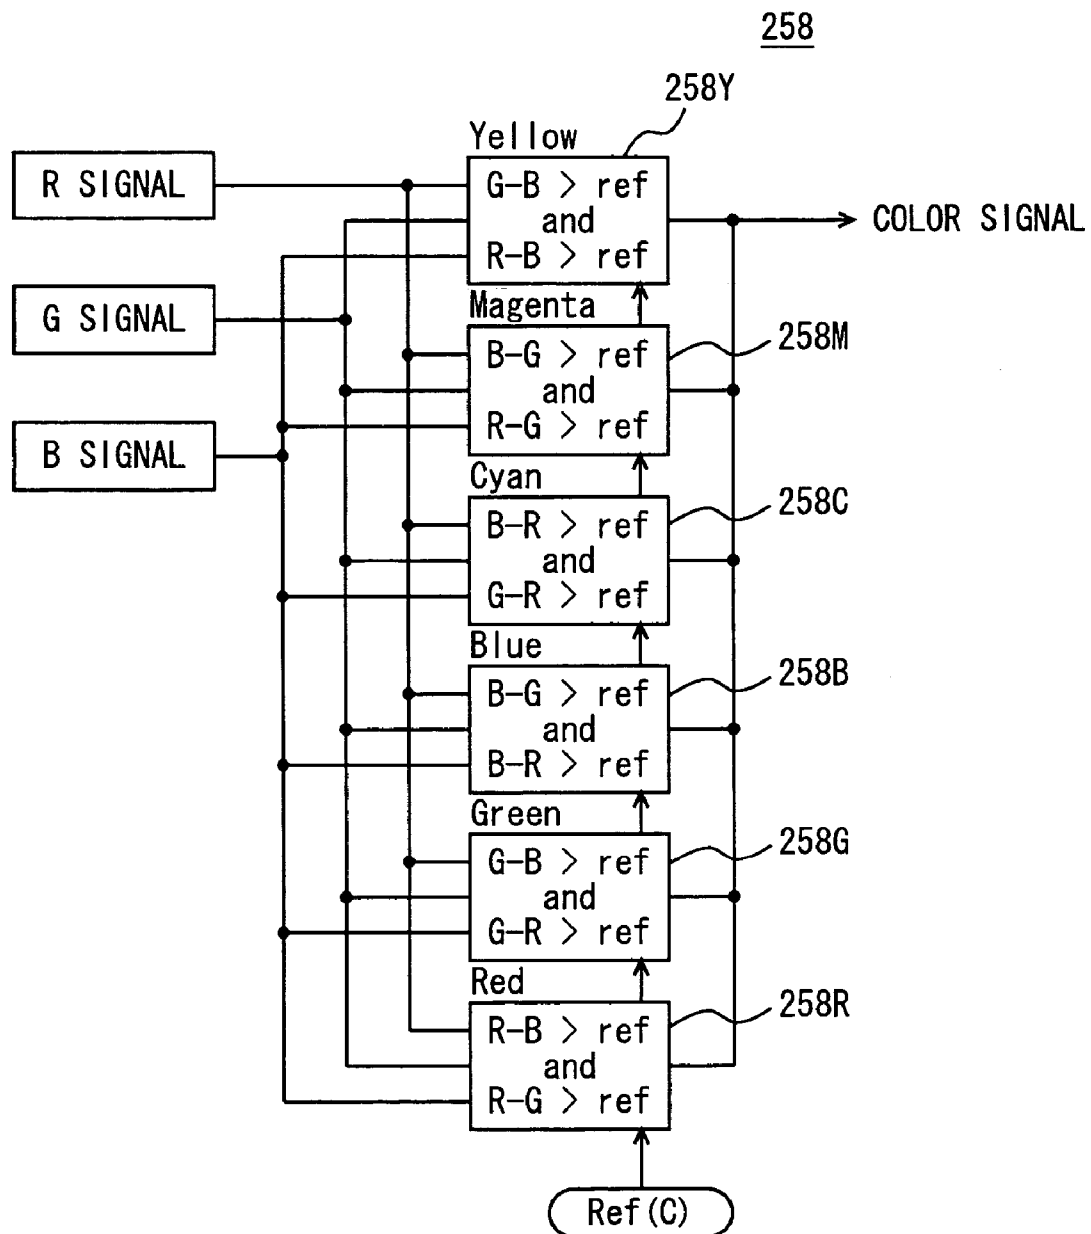 258
258Y
Yellow
R SIGNAL
G-B > ref
and
R-B > ref
COLOR SIGNAL
G SIGNAL
Magenta
B-G > ref
and
R-G > ref
258M
B SIGNAL
Cyan
B-R > ref
and
G-R > ref
258C
Blue
B-G > ref
and
B-R > ref
258B
Green
G-B > ref
and
G-R > ref
258G
Red
R-B > ref
and
R-G > ref
258R
Ref(C)